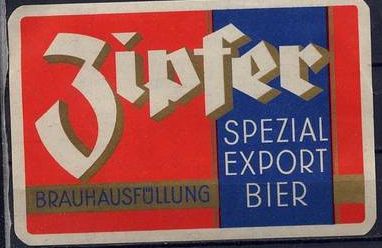 Zipfer
SPEZIAL
EXPORT
BIER
BRAUHAUSFÜLLUNG